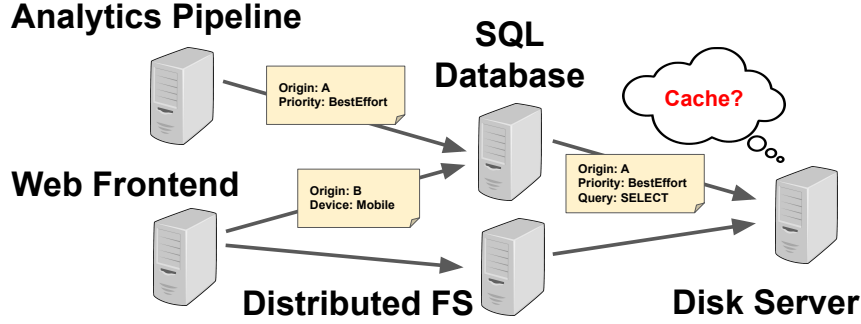 Analytics Pipeline
SQL
Database
Origin: A
Priority: BestEffort
Cache?
Web Frontend
Origin: B
Device: Mobile
Origin: A
Priority: BestEffort
Query: SELECT
Distributed FS
Disk Server